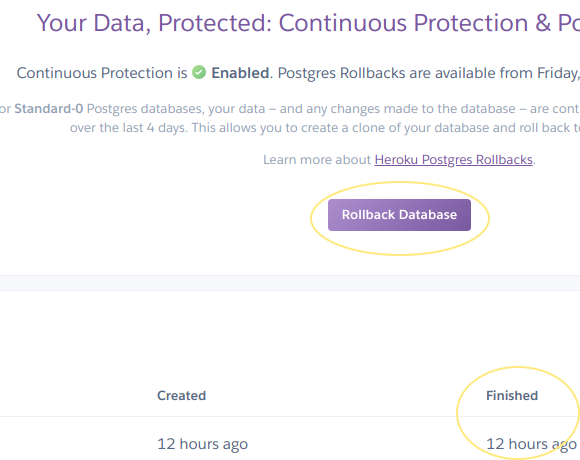 Your Data, Protected: Continuous Protection &
Continuous Protection is Enabled. Postgres Rollbacks are available from Friday,
or Standard-0 Postgres databases, your data – and any changes made to the database – are
over the last 4 days. This allows you to create a clone of your database and roll back
Learn more about Heroku Postgres Rollbacks.
Rollback Database
Created Finished
12 hours ago 12 hours ago